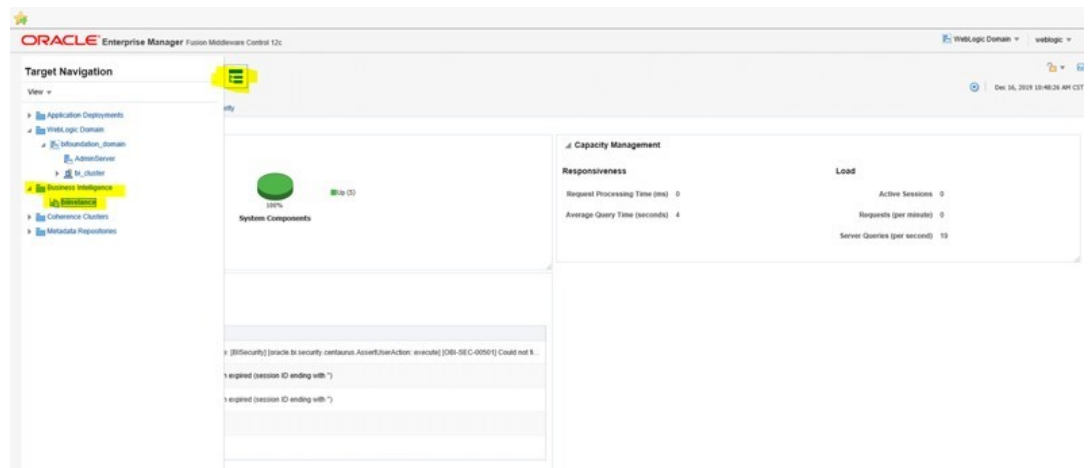 ORACLE Enterprise Manager Fusion Middleware Control 12c
WebLogic Domain
weblogic
Target Navigation
View
Dec 16, 2019 10:48:26 AM CST
Application Deployments
WebLogic Domain
bifoundation_domain
AdminServer
bi_cluster
Business Intelligence
biinstance
Coherence Clusters
Metadata Repositories
100%
Up (5)
System Components
Capacity Management
Responsiveness
Load
Request Processing Time (ms) 0
Active Sessions 0
Average Query Time (seconds) 4
Requests (per minute) 0
Server Queries (per second) 19
[BISecurity] [oracle.bi.security.centaurus.AssertUserAction: execute] [OBI-SEC-00501] Could not fi...
expired (session ID ending with '')
expired (session ID ending with '')